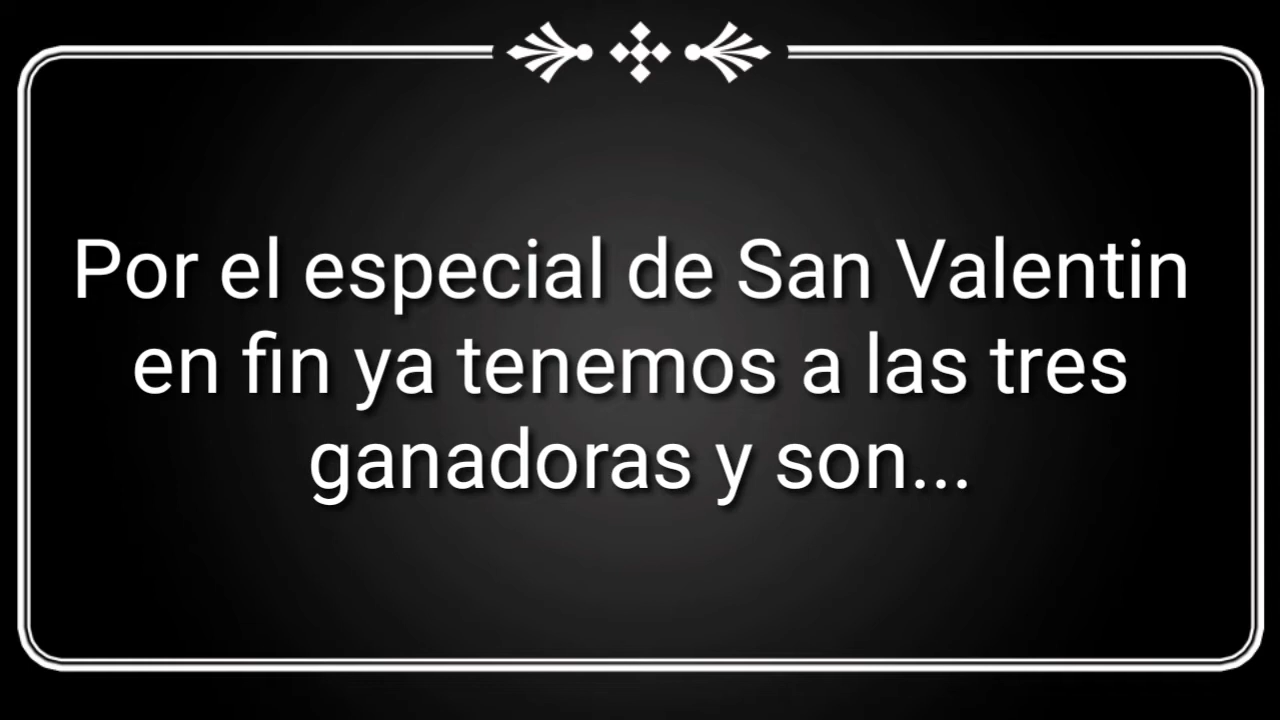 Por el especial de San Valentin
en fin ya tenemos a las tres
ganadoras y son...